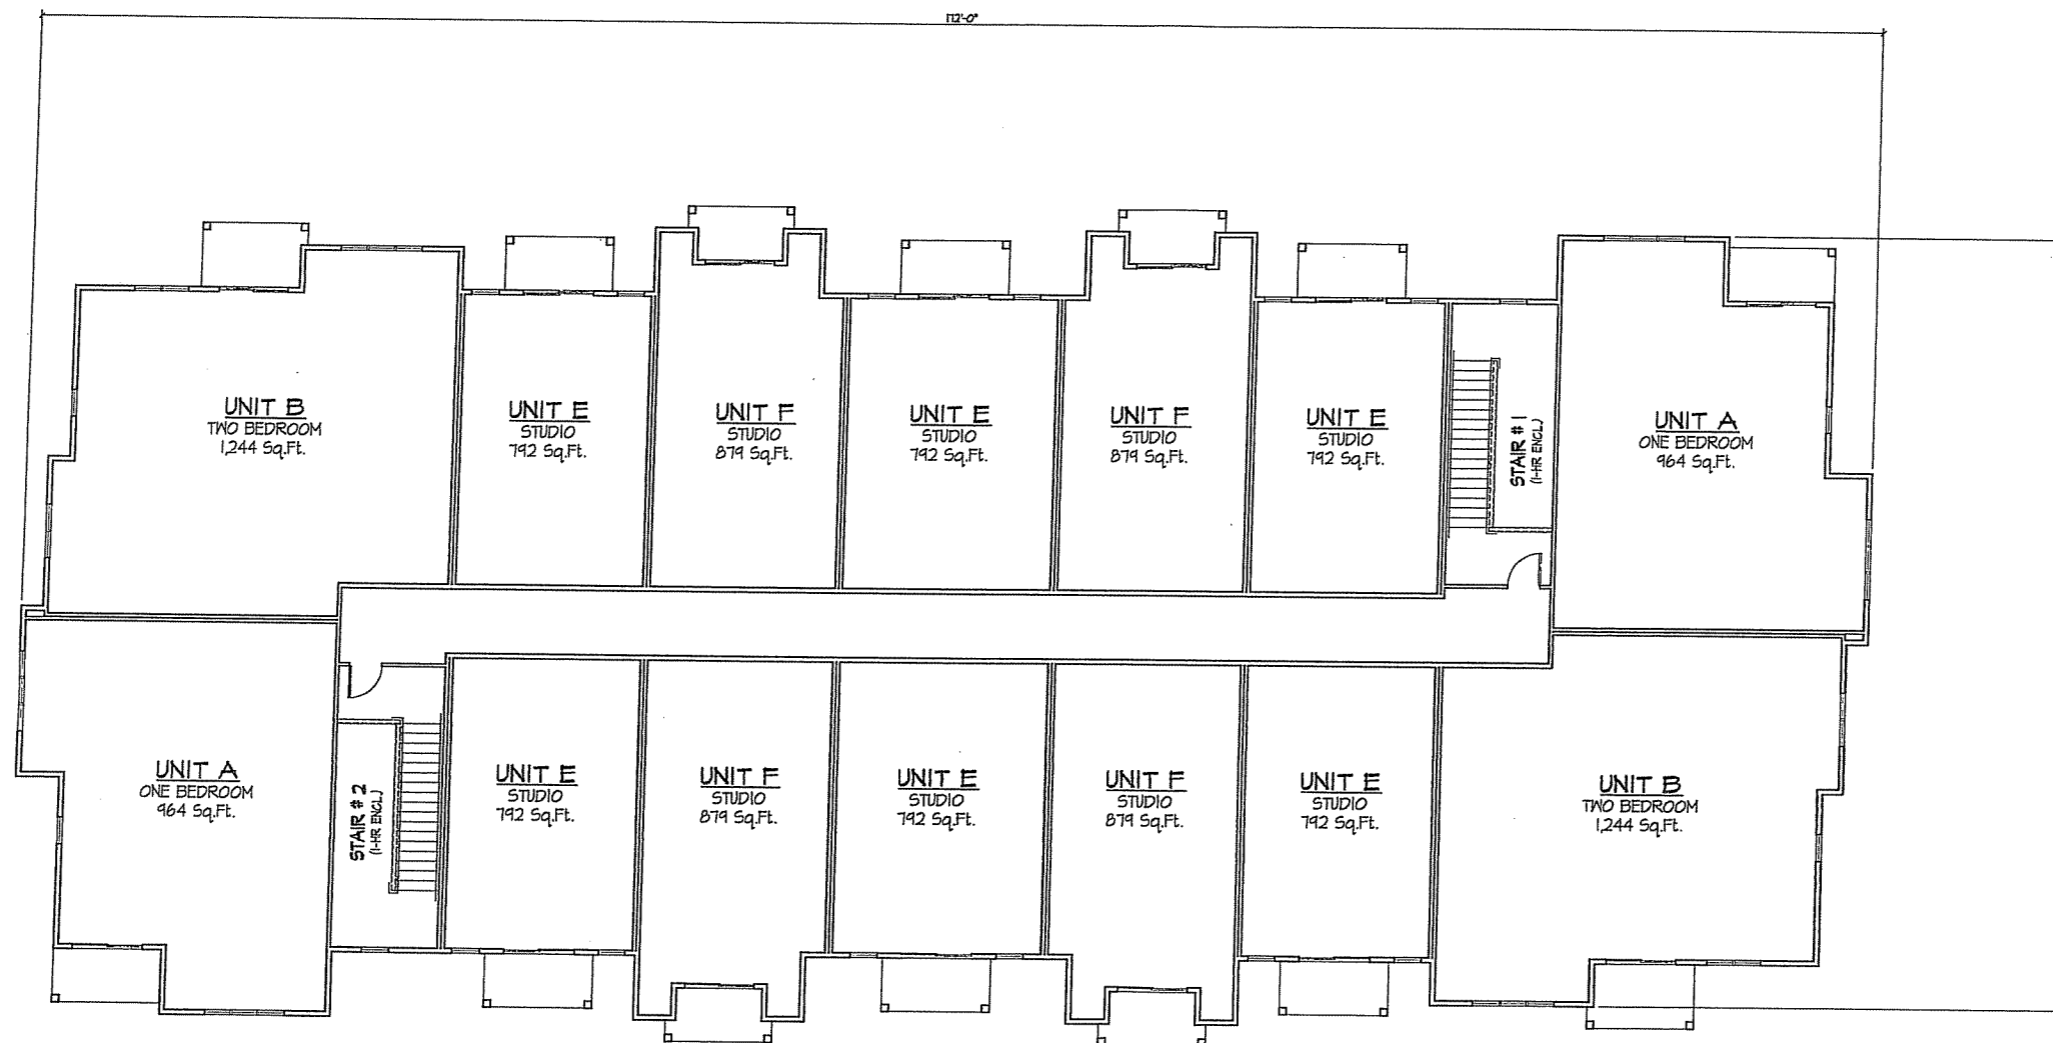 172'-0"
UNIT B
TWO BEDROOM
1,244 Sq.Ft.
UNIT E
STUDIO
792 Sq.Ft.
UNIT F
STUDIO
879 Sq.Ft.
UNIT E
STUDIO
792 Sq.Ft.
UNIT F
STUDIO
879 Sq.Ft.
UNIT E
STUDIO
792 Sq.Ft.
STAIR # 1
(1-HR ENCL.)
UNIT A
ONE BEDROOM
964 Sq.Ft.
UNIT A
ONE BEDROOM
964 Sq.Ft.
STAIR # 2
(1-HR ENCL.)
UNIT E
STUDIO
792 Sq.Ft.
UNIT F
STUDIO
879 Sq.Ft.
UNIT E
STUDIO
792 Sq.Ft.
UNIT F
STUDIO
879 Sq.Ft.
UNIT E
STUDIO
792 Sq.Ft.
UNIT B
TWO BEDROOM
1,244 Sq.Ft.